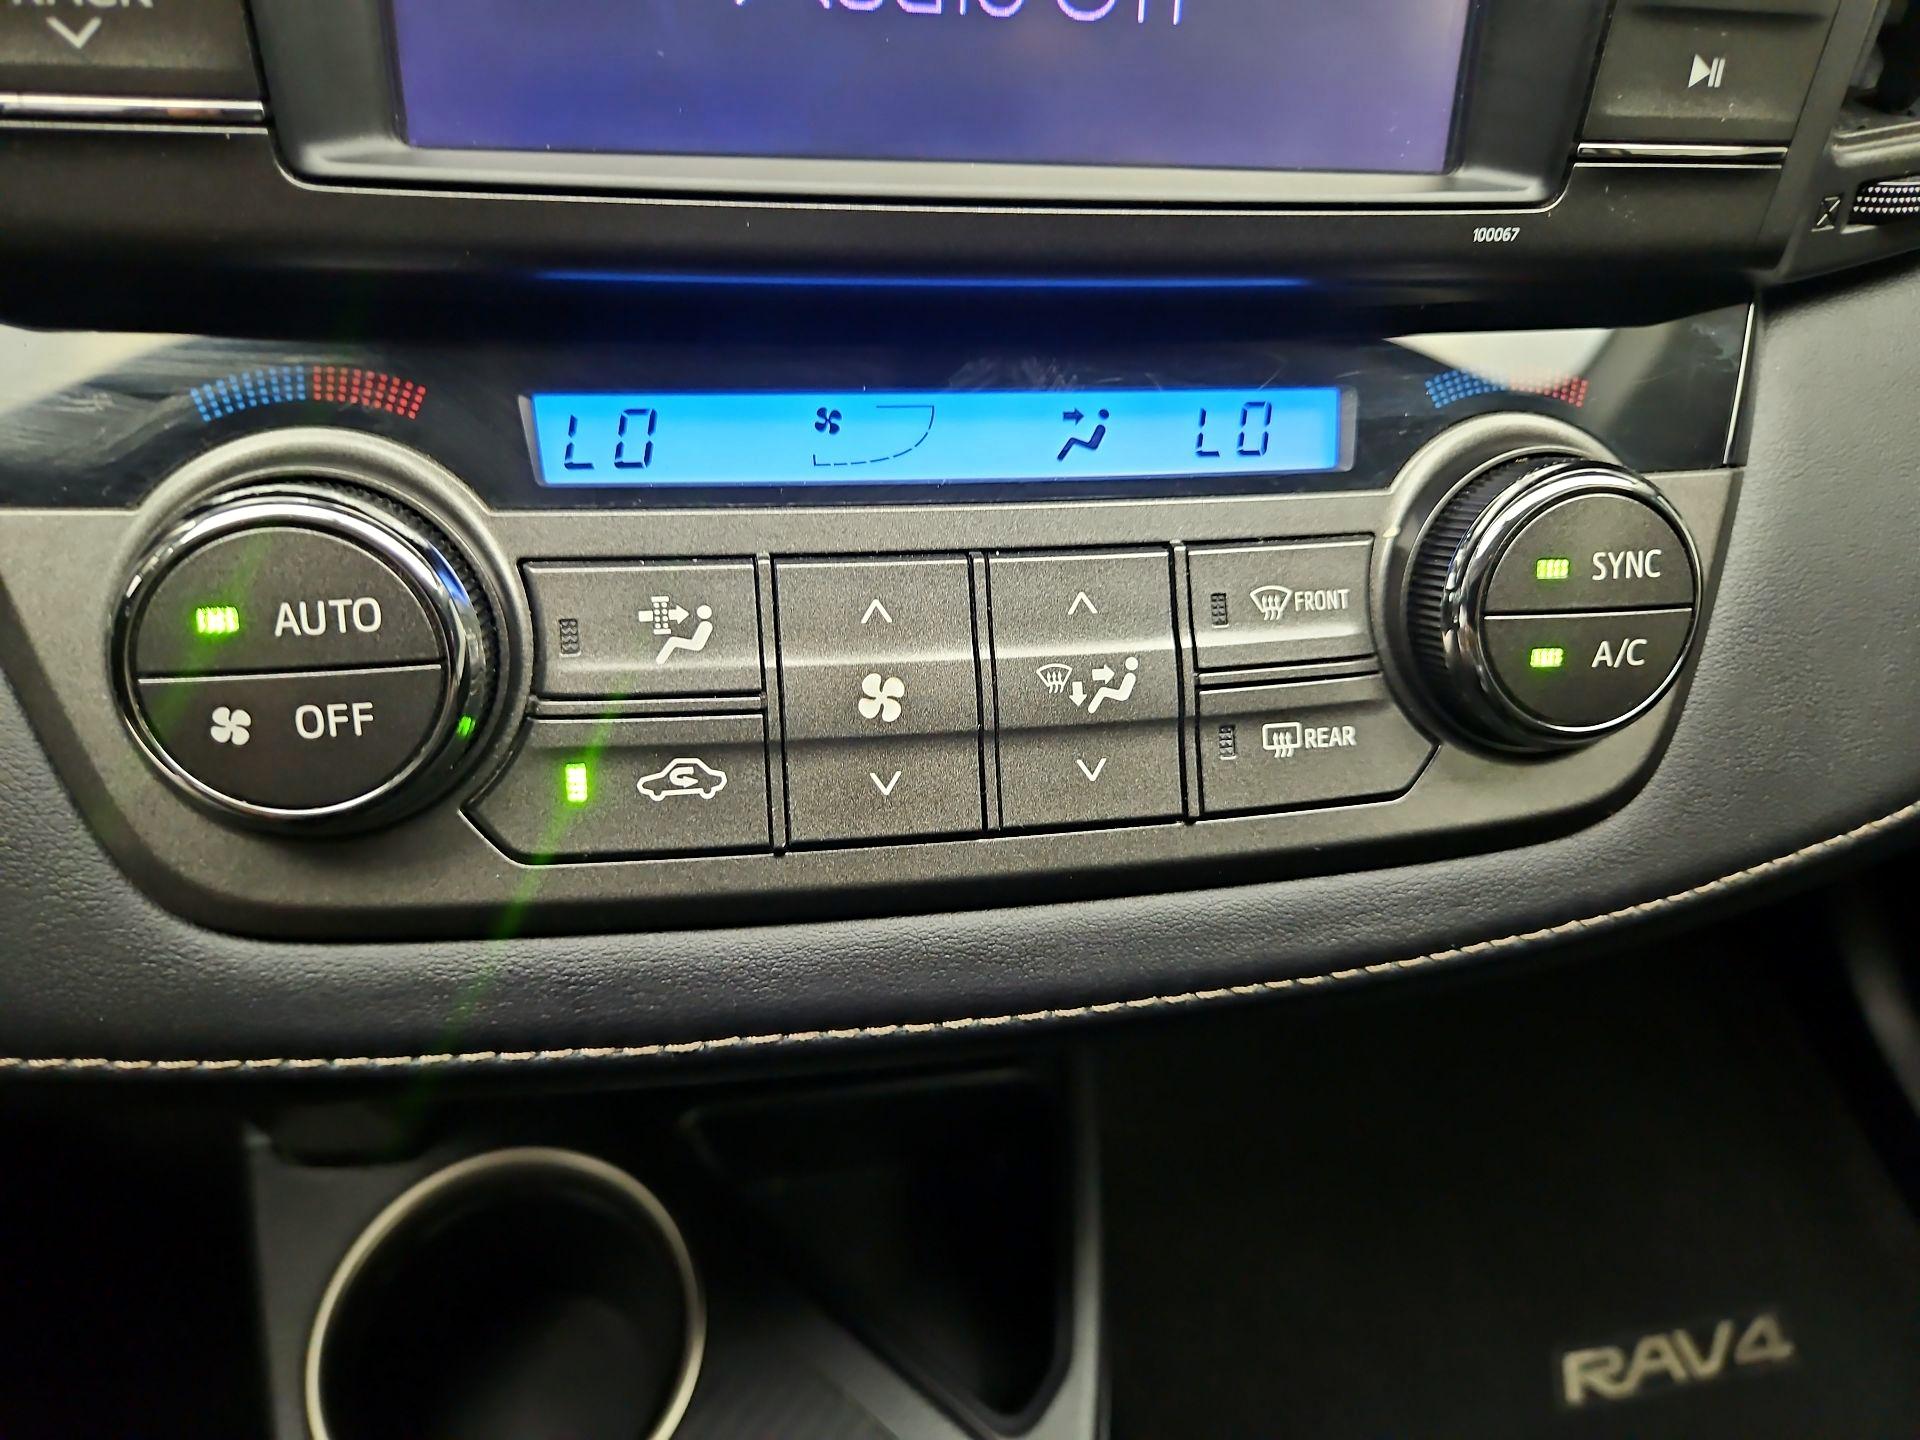 100067
LO LO
AUTO
OFF
FRONT
REAR
SYNC
A/C
RAV4